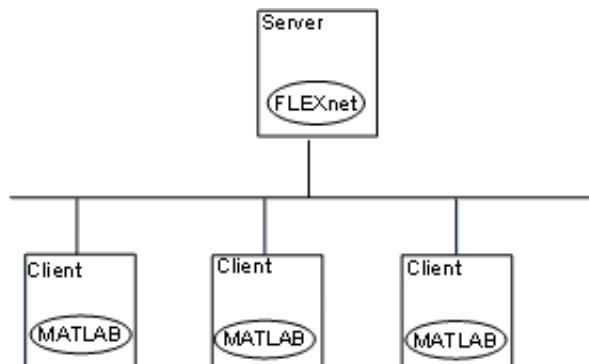 Server
FLEXnet
Client
Client
Client
MATLAB
MATLAB
MATLAB